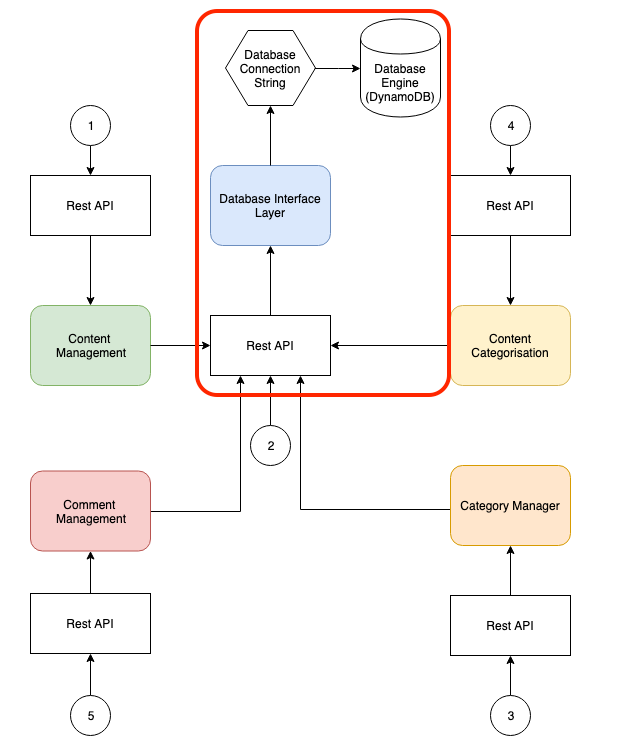 Database
Connection
String
Database
Engine
(DynamoDB)
1
4
Rest API
Database Interface
Layer
Rest API
Content
Management
Rest API
Content
Categorisation
2
Comment
Management
Category Manager
Rest API
Rest API
5
3